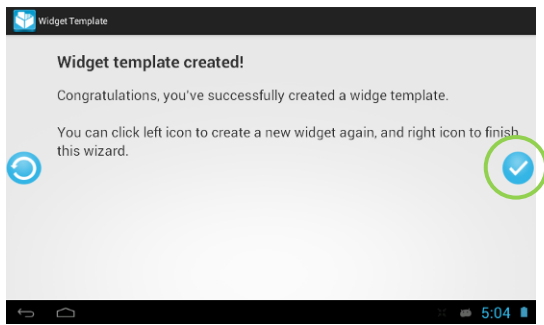 Widget Template
Widget template created!
Congratulations, you've successfully created a widge template.
You can click left icon to create a new widget again, and right icon to finish
this wizard.
5:04